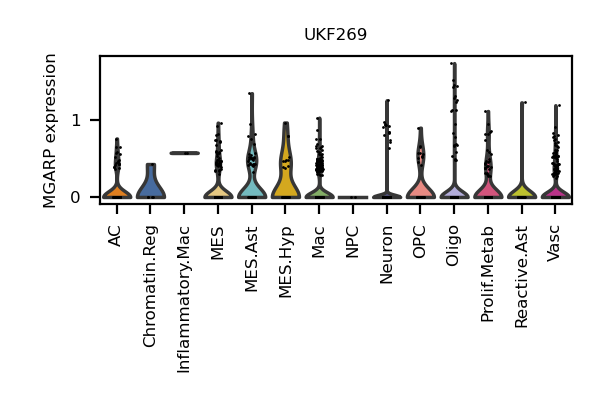 UKF269
MGARP expression
1
0
AC
Chromatin.Reg
Inflammatory.Mac
MES
MES.Ast
MES.Hyp
Mac
NPC
Neuron
OPC
Oligo
Prolif.Metab
Reactive.Ast
Vasc